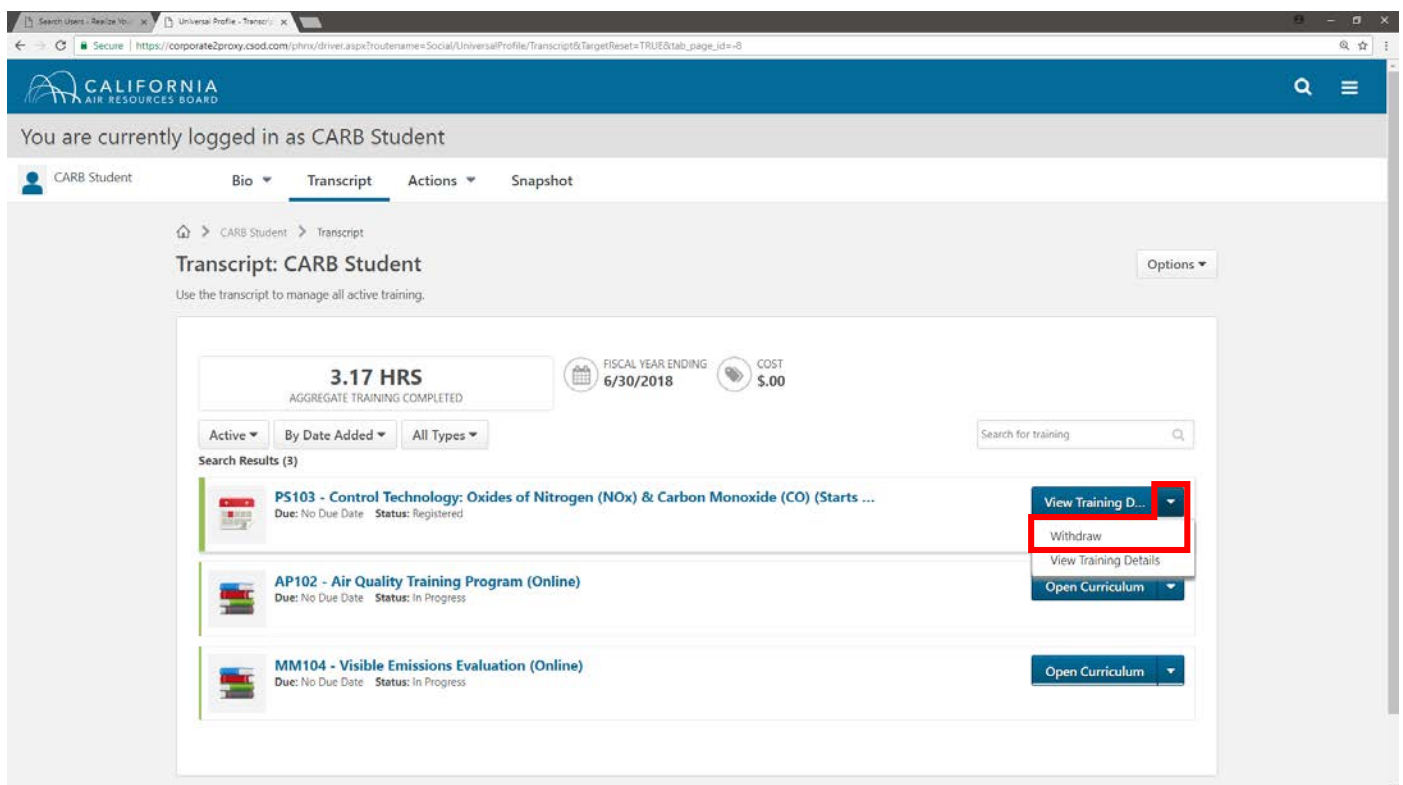 Search Users - Realize Yo...
Universal Profile - Transcri
Secure | https://corporate2proxy.csod.com/phnx/driver.aspx?routename=Social/UniversalProfile/Transcript&TargetReset=TRUE&tab_page_id=-8
CALIFORNIA
AIR RESOURCES BOARD
You are currently logged in as CARB Student
CARB Student
Bio Transcript Actions Snapshot
CARB Student > Transcript
Transcript: CARB Student
Options
Use the transcript to manage all active training.
3.17 HRS
AGGREGATE TRAINING COMPLETED
FISCAL YEAR ENDING
6/30/2018
COST
$.00
Active By Date Added All Types
Search for training
Search Results (3)
PS103 - Control Technology: Oxides of Nitrogen (NOx) & Carbon Monoxide (CO) (Starts ...
Due: No Due Date Status: Registered
View Training D...
Withdraw
View Training Details
AP102 - Air Quality Training Program (Online)
Due: No Due Date Status: In Progress
Open Curriculum
MM104 - Visible Emissions Evaluation (Online)
Due: No Due Date Status: In Progress
Open Curriculum